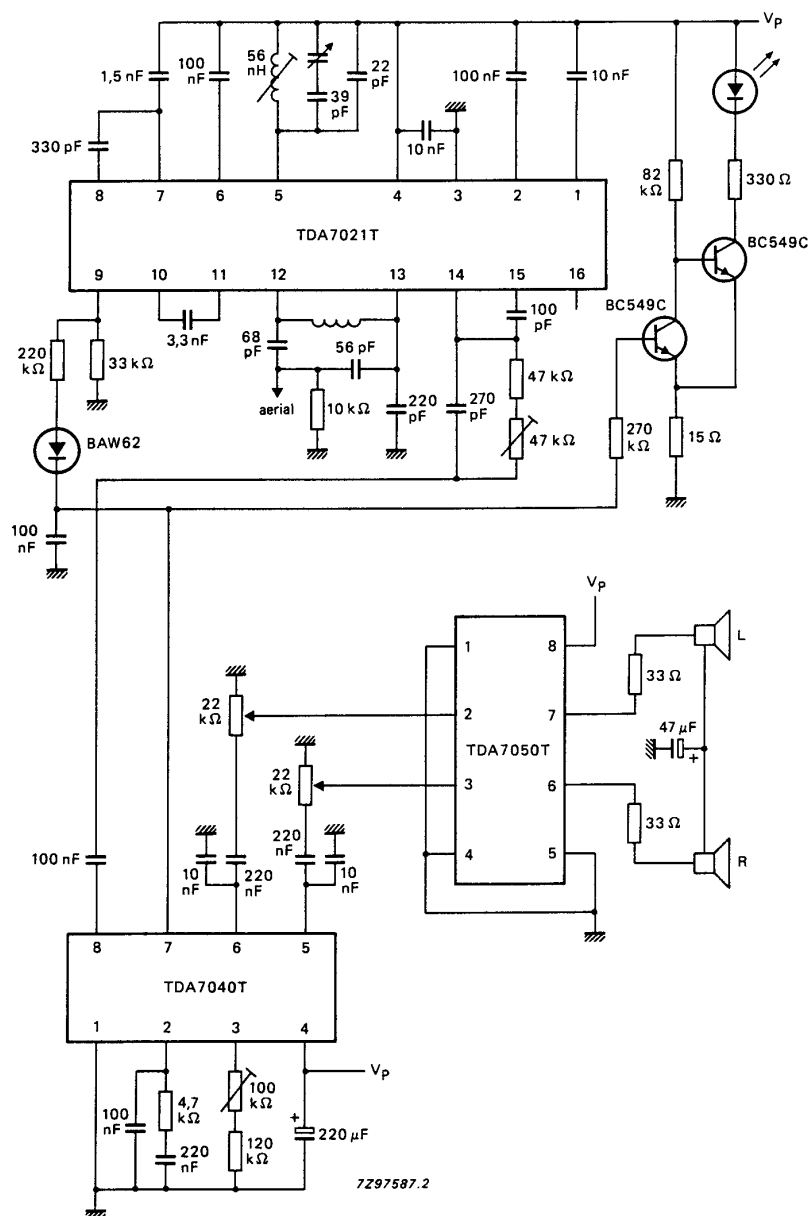 Vp
1,5 nF
100 nF
56 nH
39 pF
22 pF
100 nF
10 nF
330 pF
10 nF
82 kΩ
330 Ω
8 7 6 5 4 3 2 1
TDA7021T
9 10 11 12 13 14 15 16
BC549C
BC549C
220 kΩ
33 kΩ
3,3 nF
68 pF
56 pF
aerial
10 kΩ
220 pF
270 pF
100 pF
47 kΩ
47 kΩ
270 kΩ
15 Ω
BAW62
100 nF
Vp
1 8
2 7
TDA7050T
3 6
4 5
33 Ω
L
47 µF
+
33 Ω
R
22 kΩ
22 kΩ
100 nF
10 nF
220 nF
220 nF
10 nF
8 7 6 5
TDA7040T
1 2 3 4
Vp
100 nF
4,7 kΩ
220 nF
100 kΩ
120 kΩ
+
220 µF
7Z97587.2